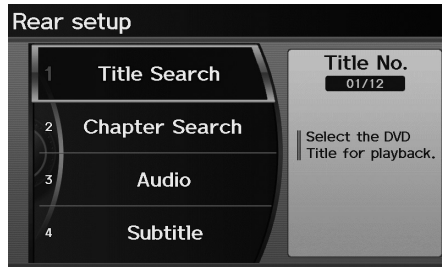 Rear setup
1 Title Search
2 Chapter Search
3 Audio
4 Subtitle
Title No.
01/12
Select the DVD
Title for playback.